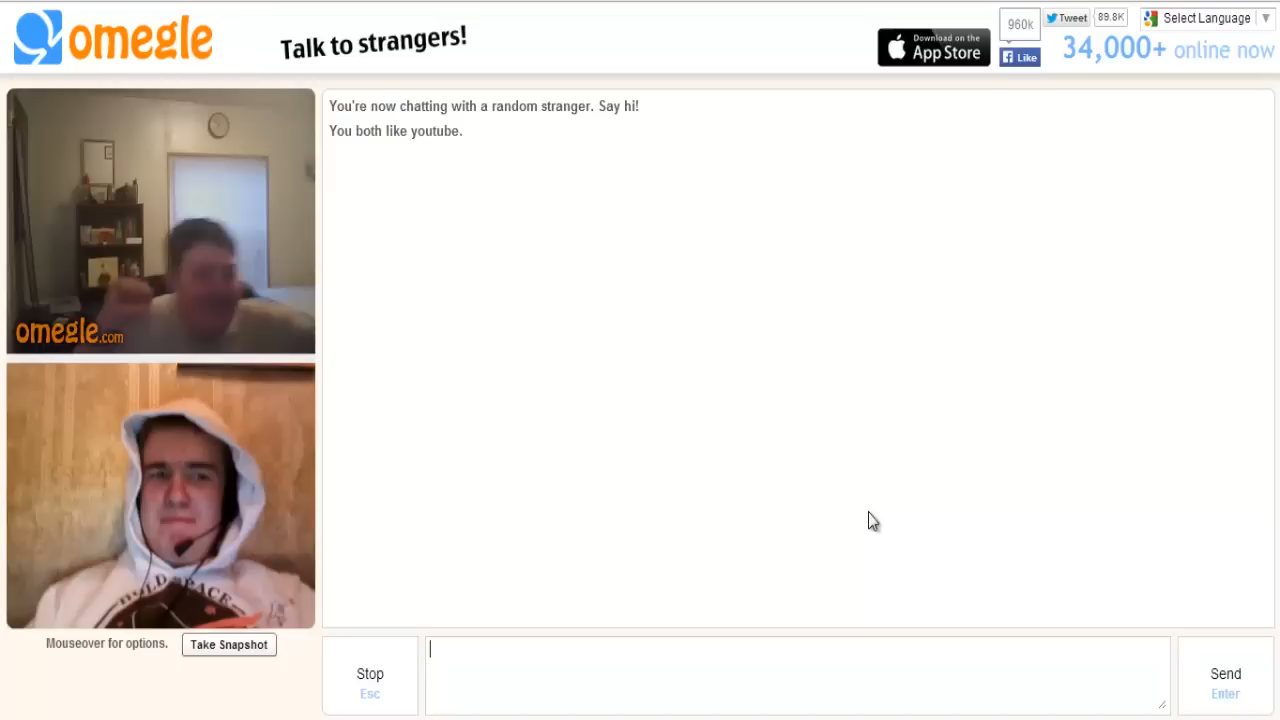 omegle
Talk to strangers!
Download on the
App Store
960k
Like
Tweet
89.8K
Select Language
34,000+ online now
You're now chatting with a random stranger. Say hi!
You both like youtube.
omegle.com
Mouseover for options.
Take Snapshot
Stop
Esc
Send
Enter